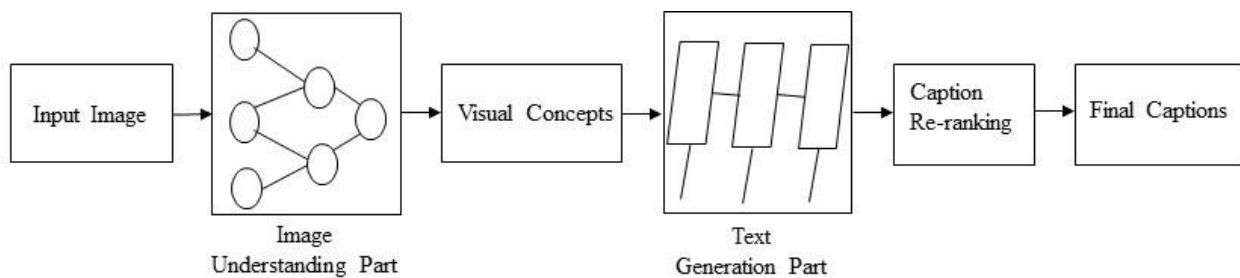 Input Image
Visual Concepts
Caption
Re-ranking
Final Captions
Image
Understanding Part
Text
Generation Part